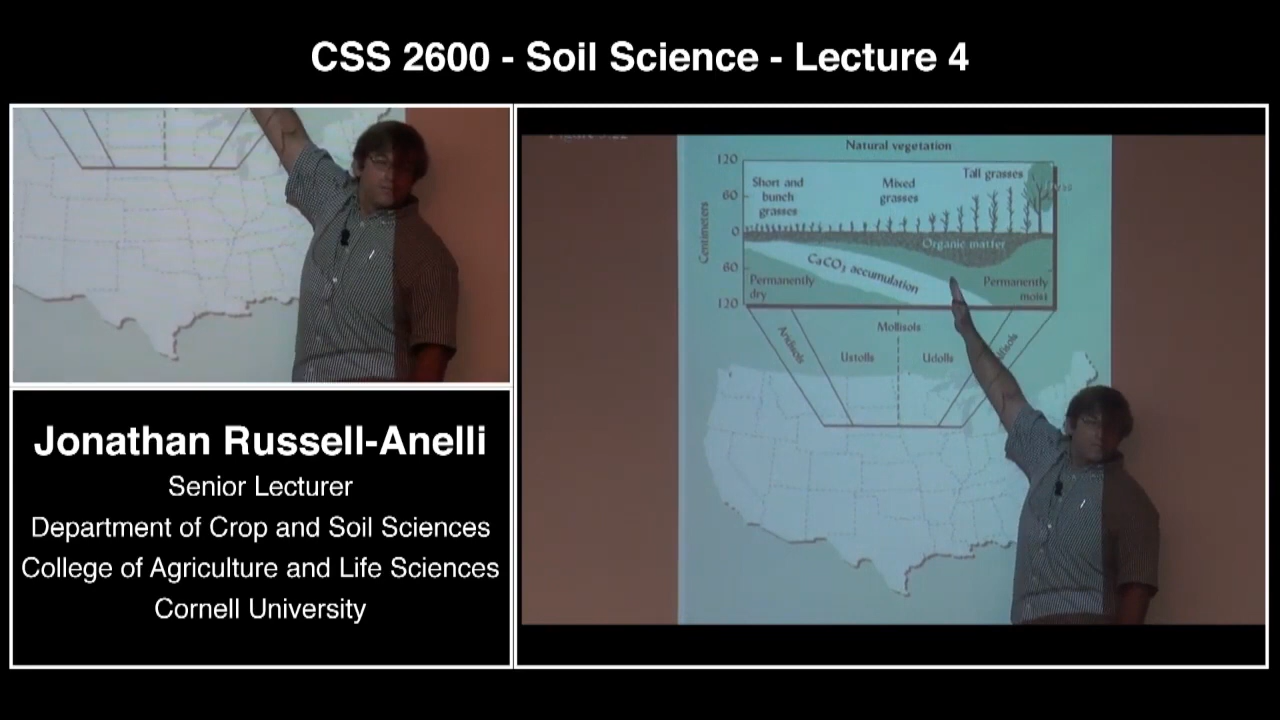 CSS 2600 - Soil Science - Lecture 4
Jonathan Russell-Anelli
Senior Lecturer
Department of Crop and Soil Sciences
College of Agriculture and Life Sciences
Cornell University
Natural vegetation
120
60
0
60
120
Centimeters
Short and
bunch
grasses
Mixed
grasses
Tall grasses
Organic matter
CaCO3 accumulation
Permanently
dry
Permanently
moist
Mollisols
Ustolls
Udolls